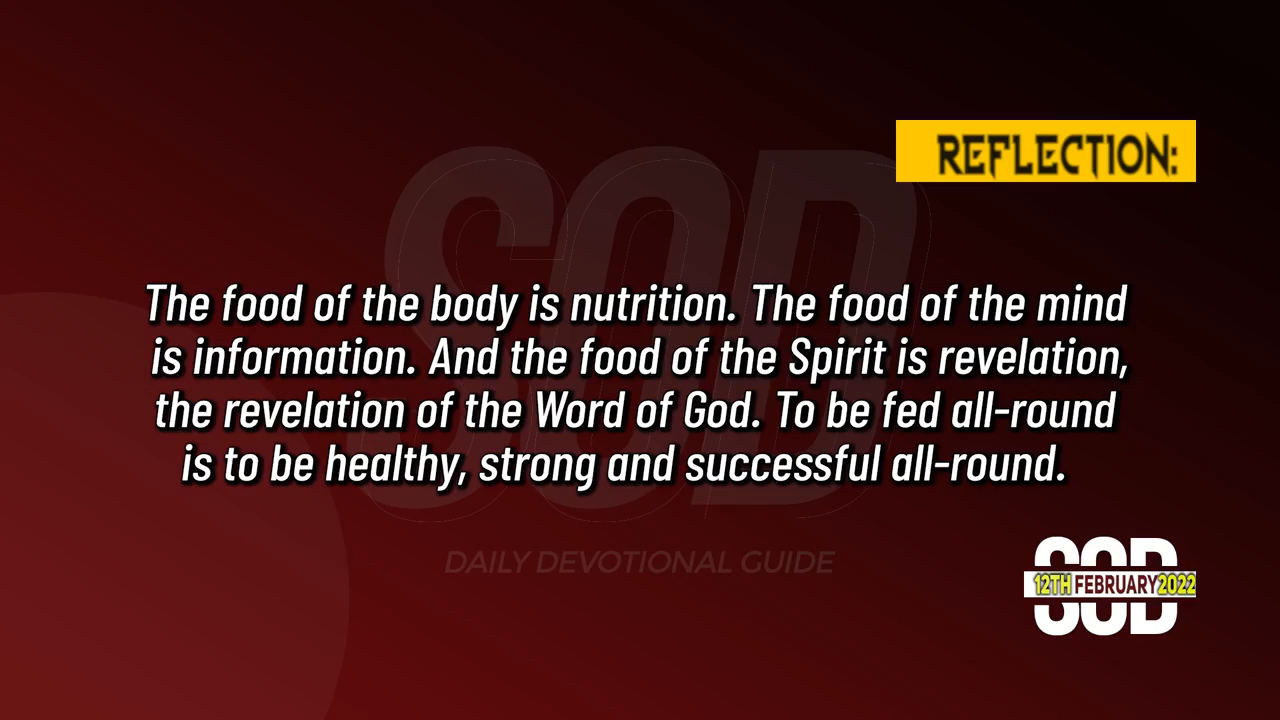 REFLECTION:
The food of the body is nutrition. The food of the mind
is information. And the food of the Spirit is revelation,
the revelation of the Word of God. To be fed all-round
is to be healthy, strong and successful all-round.
SOD
DAILY DEVOTIONAL GUIDE
SOD
12TH FEBRUARY 2022